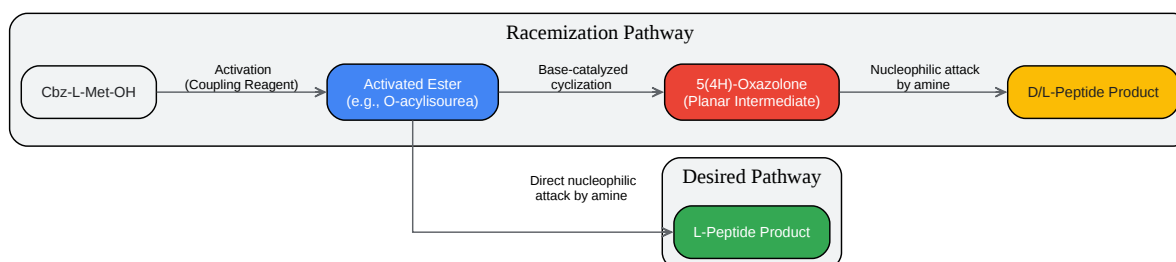 Racemization Pathway
Cbz-L-Met-OH
Activation
(Coupling Reagent)
Activated Ester
(e.g., O-acylisourea)
Base-catalyzed
cyclization
5(4H)-Oxazolone
(Planar Intermediate)
Nucleophilic attack
by amine
D/L-Peptide Product
Direct nucleophilic
attack by amine
Desired Pathway
L-Peptide Product